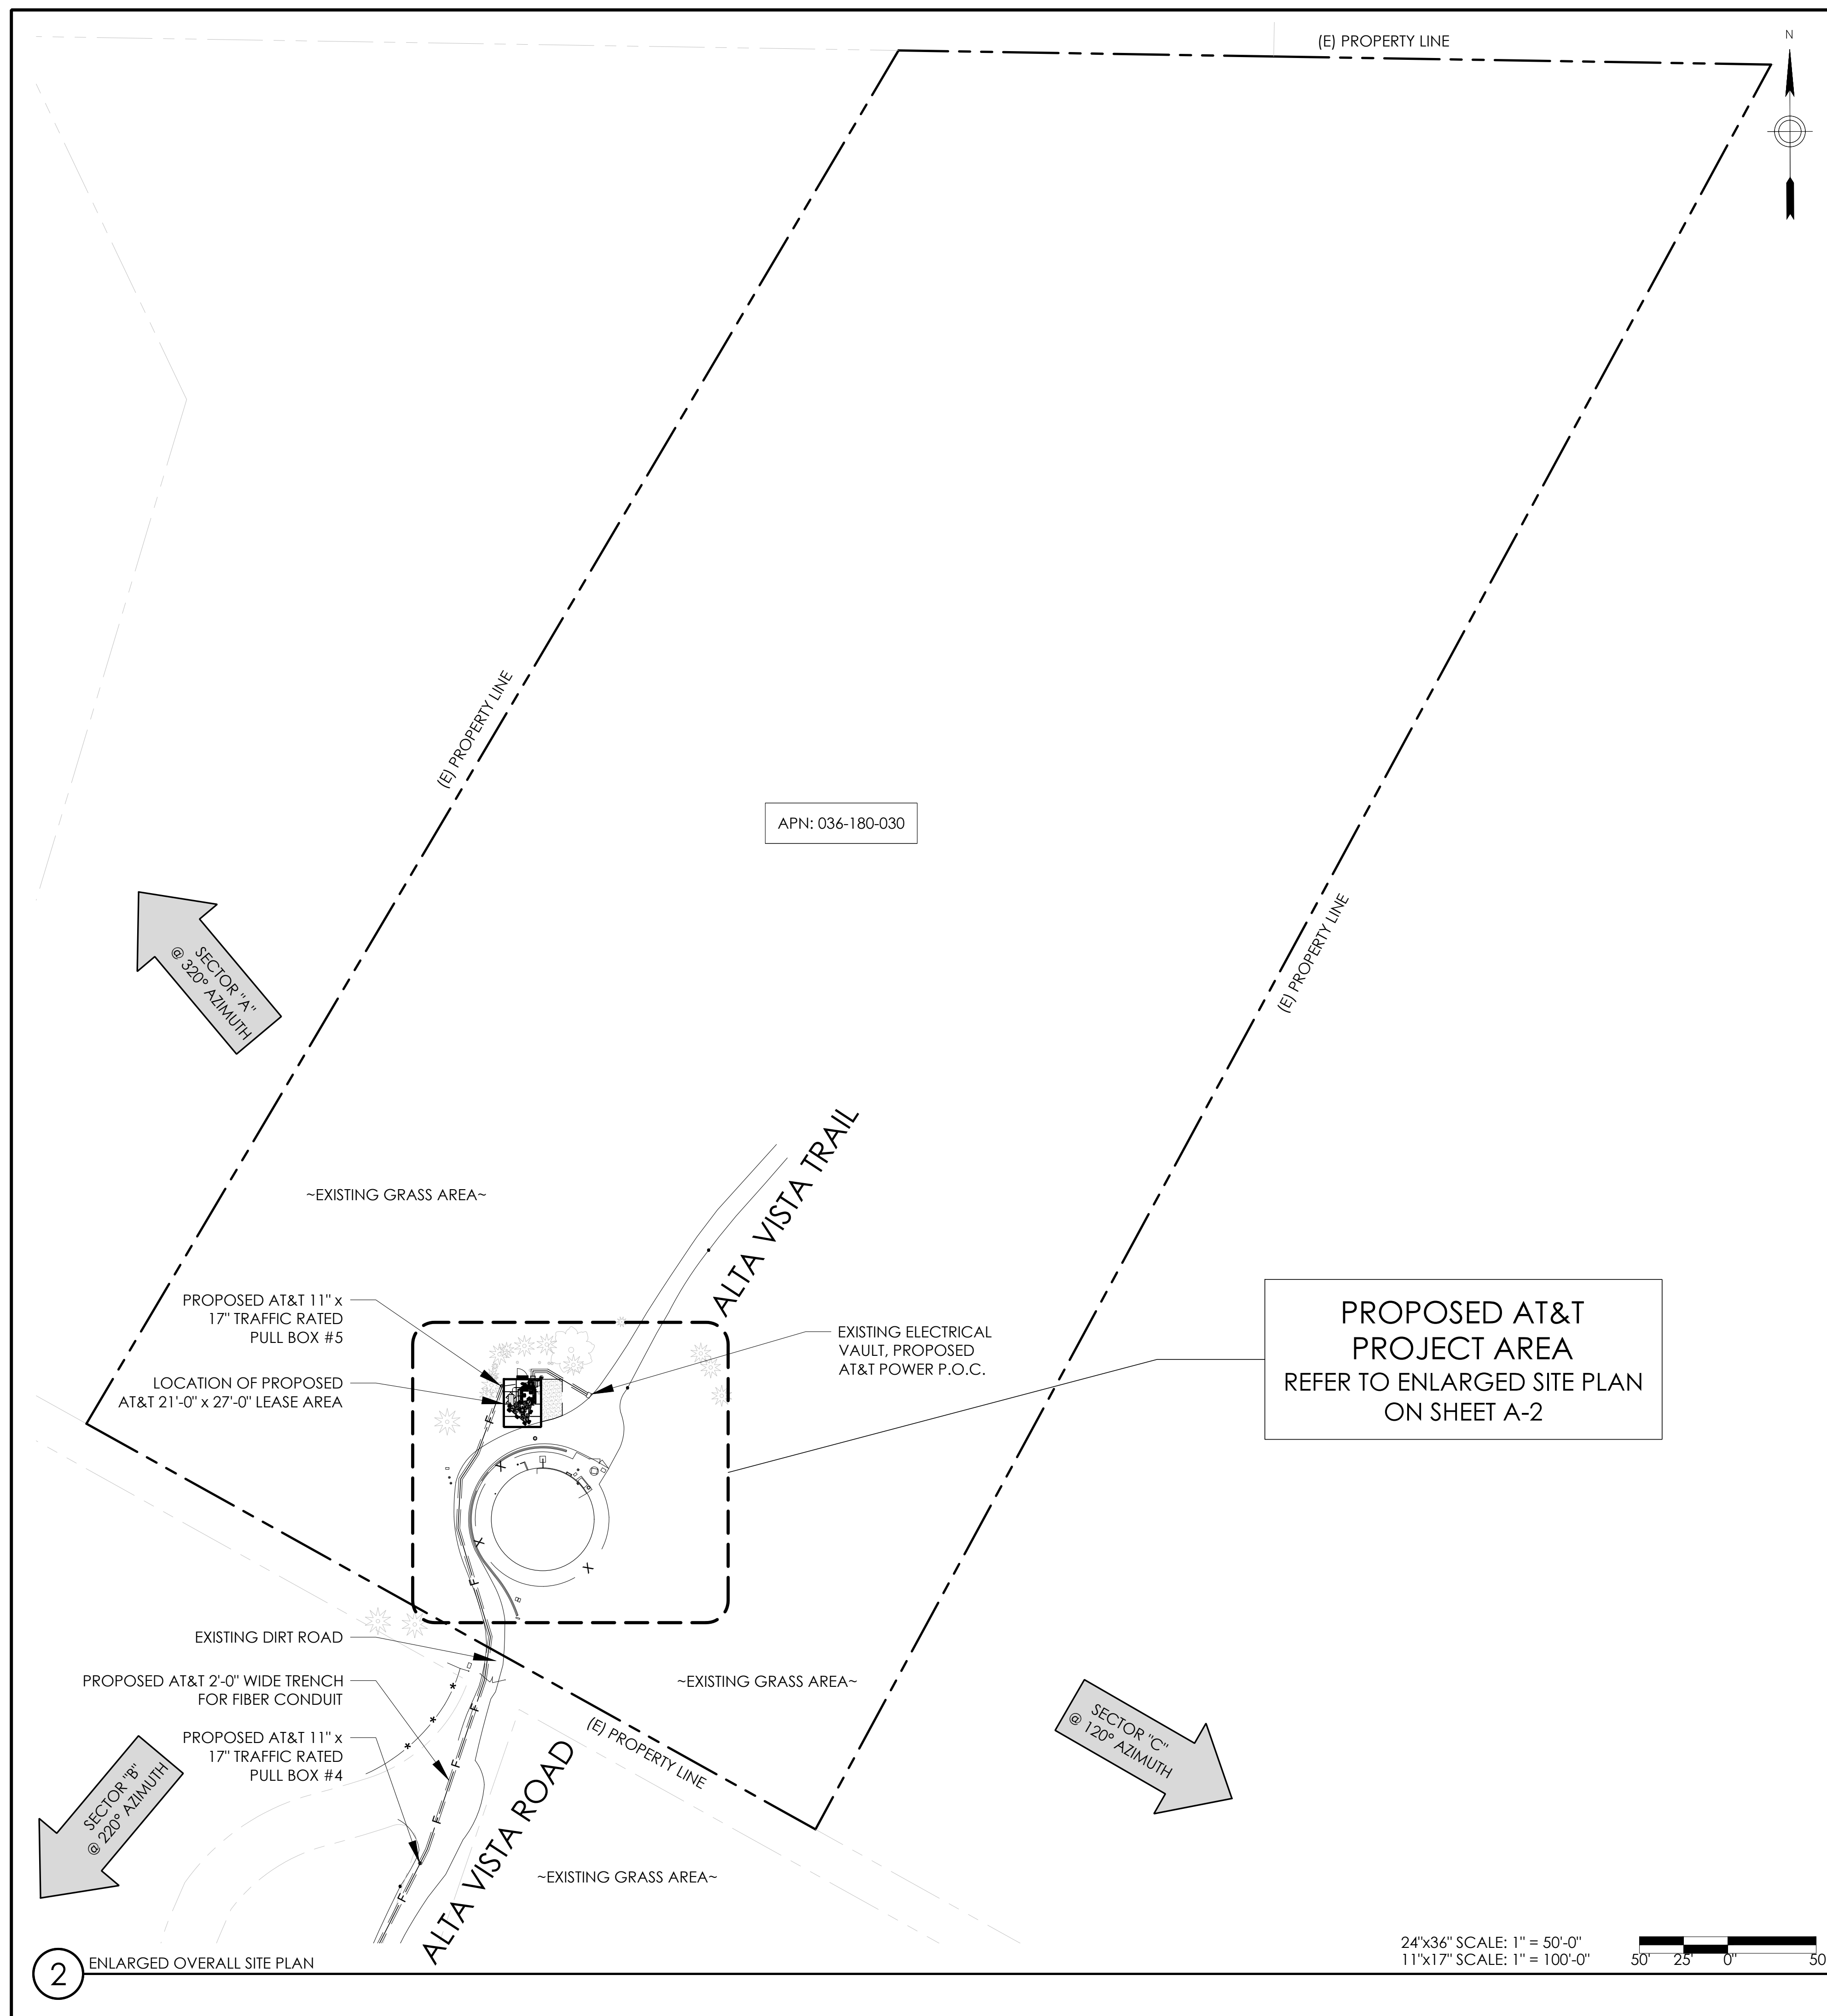 (E) PROPERTY LINE
N
(E) PROPERTY LINE
APN: 036-180-030
(E) PROPERTY LINE
SECTOR "A"
@ 320° AZIMUTH
ALTA VISTA TRAIL
~EXISTING GRASS AREA~
PROPOSED AT&T 11" x
17" TRAFFIC RATED
PULL BOX #5
LOCATION OF PROPOSED
AT&T 21'-0" x 27'-0" LEASE AREA
EXISTING ELECTRICAL
VAULT, PROPOSED
AT&T POWER P.O.C.
PROPOSED AT&T
PROJECT AREA
REFER TO ENLARGED SITE PLAN
ON SHEET A-2
F
X
X
X
F
EXISTING DIRT ROAD
PROPOSED AT&T 2'-0" WIDE TRENCH
FOR FIBER CONDUIT
PROPOSED AT&T 11" x
17" TRAFFIC RATED
PULL BOX #4
F
F
F
F
~EXISTING GRASS AREA~
(E) PROPERTY LINE
SECTOR "C"
@ 120° AZIMUTH
SECTOR "B"
@ 220° AZIMUTH
ALTA VISTA ROAD
~EXISTING GRASS AREA~
2
ENLARGED OVERALL SITE PLAN
24"x36" SCALE: 1" = 50'-0"
11"x17" SCALE: 1" = 100'-0"
50' 25' 0" 50